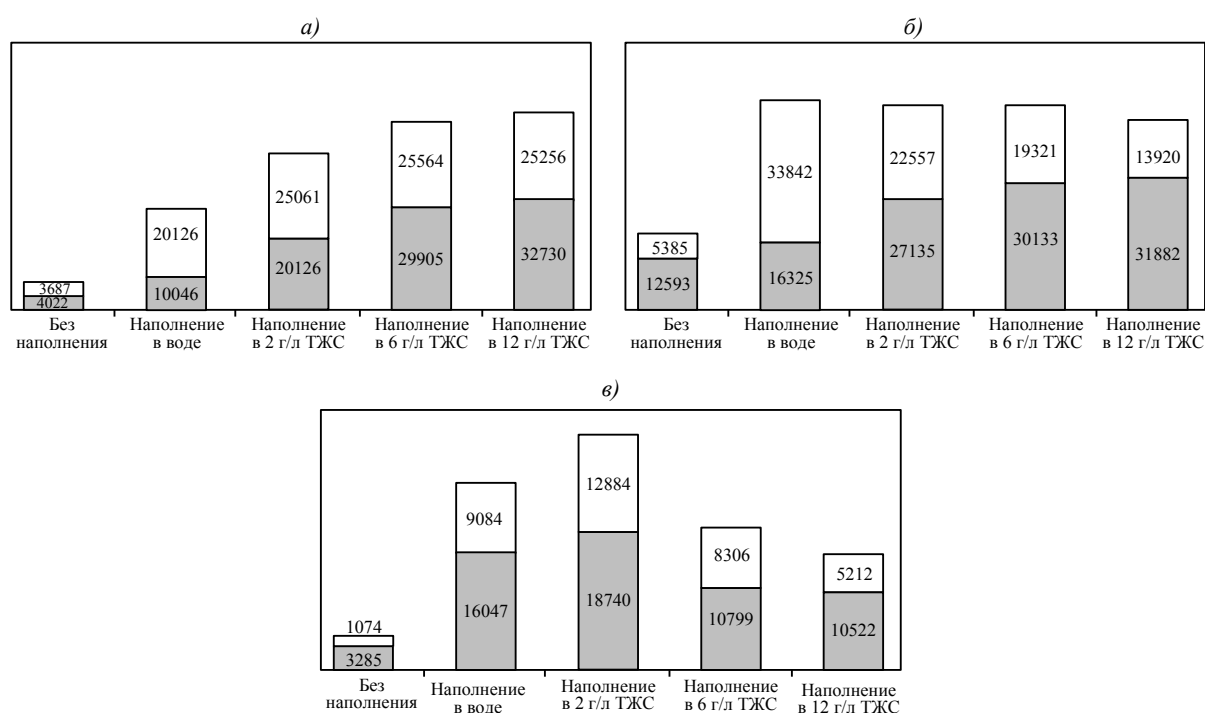 а)
3687
4022
20126
10046
25061
20126
25564
29905
25256
32730
Без
наполнения
Наполнение
в воде
Наполнение
в 2 г/л ТЖС
Наполнение
в 6 г/л ТЖС
Наполнение
в 12 г/л ТЖС
б)
5385
12593
33842
16325
22557
27135
19321
30133
13920
31882
Без
наполнения
Наполнение
в воде
Наполнение
в 2 г/л ТЖС
Наполнение
в 6 г/л ТЖС
Наполнение
в 12 г/л ТЖС
в)
1074
3285
9084
16047
12884
18740
8306
10799
5212
10522
Без
наполнения
Наполнение
в воде
Наполнение
в 2 г/л ТЖС
Наполнение
в 6 г/л ТЖС
Наполнение
в 12 г/л ТЖС